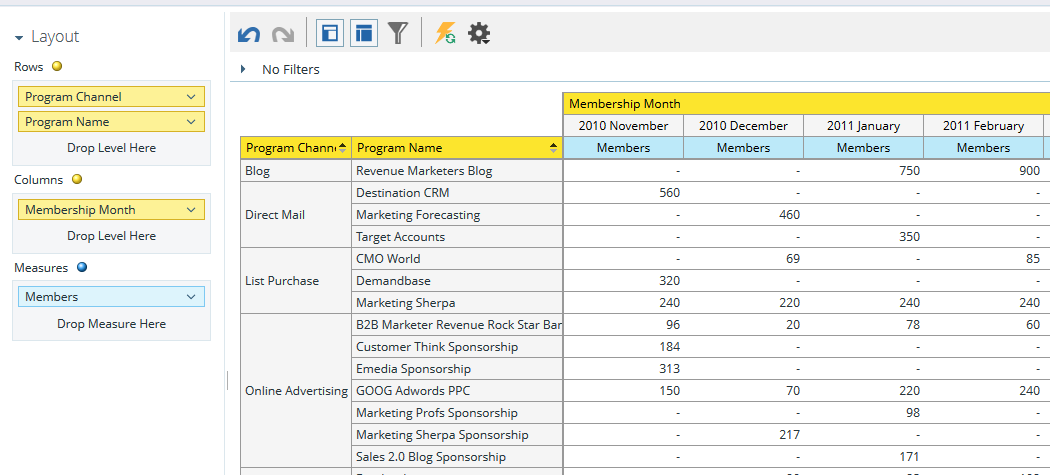 Layout
Rows
Program Channel
Program Name
Drop Level Here
Columns
Membership Month
Drop Level Here
Measures
Members
Drop Measure Here
No Filters
Membership Month
2010 November 2010 December 2011 January 2011 February
Program Chann Program Name Members Members Members Members
Blog Revenue Marketers Blog - - 750 900
Direct Mail Destination CRM 560 - - -
Marketing Forecasting - 460 - -
Target Accounts - - 350 -
List Purchase CMO World - 69 - 85
Demandbase 320 - - -
Marketing Sherpa 240 220 240 240
Online Advertising B2B Marketer Revenue Rock Star Bar 96 20 78 60
Customer Think Sponsorship 184 - - -
Emedia Sponsorship 313 - - -
GOOG Adwords PPC 150 70 220 240
Marketing Profs Sponsorship - - 98 -
Marketing Sherpa Sponsorship - 217 - -
Sales 2.0 Blog Sponsorship - - 171 -